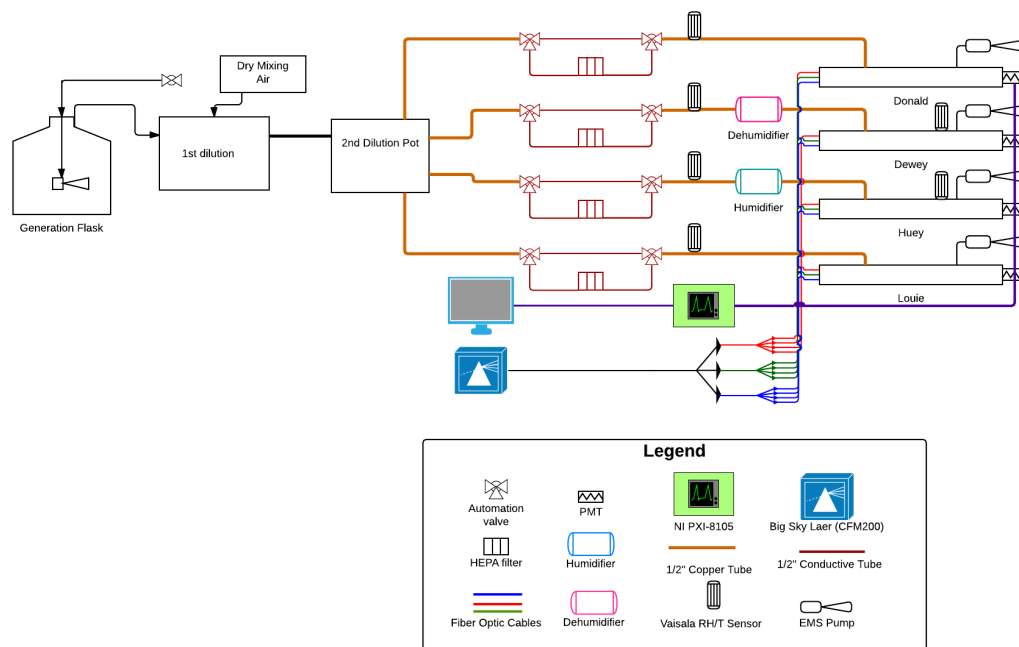 Dry Mixing
Air
Donald
1st dilution
2nd Dilution Pot
Dehumidifier
Dewey
Humidifier
Generation Flask
Huey
Louie
Legend
Automation
valve
PMT
NI PXI-8105
Big Sky Laer (CFM200)
HEPA filter
Humidifier
1/2" Copper Tube
1/2" Conductive Tube
Fiber Optic Cables
Dehumidifier
Vaisala RH/T Sensor
EMS Pump